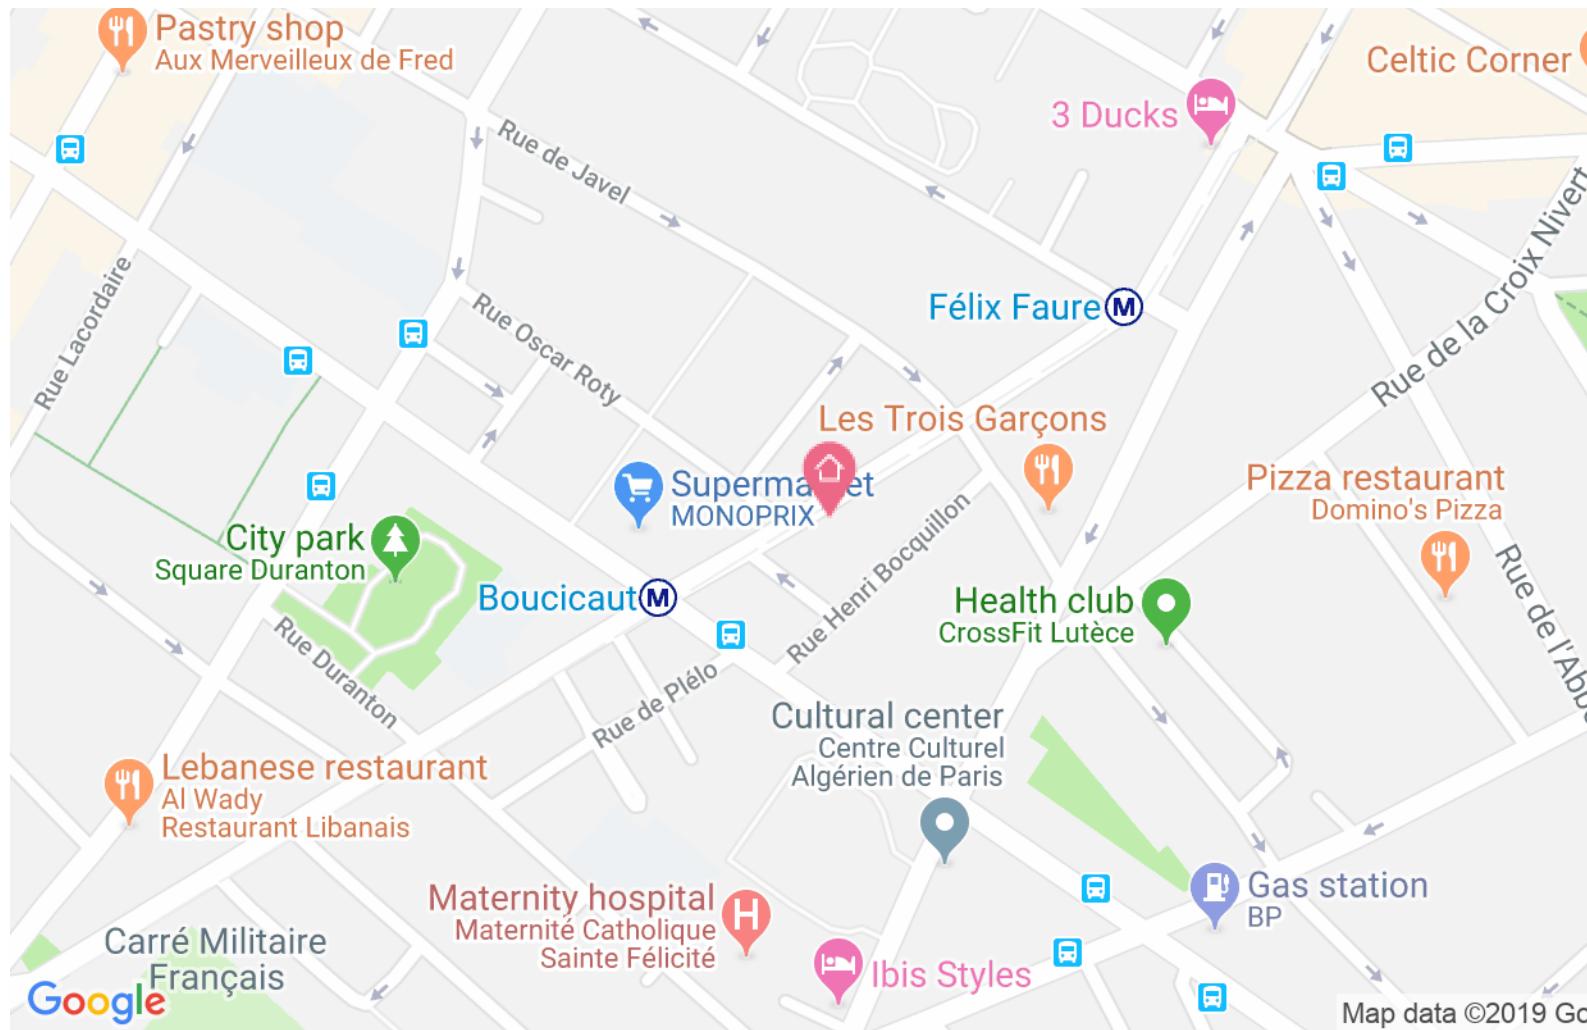 Pastry shop
Aux Merveilleux de Fred
Celtic Corner
3 Ducks
Rue de Javel
Rue de la Croix Nivert
Rue Lacordaire
Félix Faure
M
Rue Oscar Roty
Les Trois Garçons
Pizza restaurant
Domino's Pizza
MONOPRIX
City park
Square Duranton
Rue Henri Bocquillon
Boucicaut
M
Health club
CrossFit Lutèce
Rue de
Rue Duranton
Rue de Plélo
Cultural center
Centre Culturel
Algérien de Paris
Lebanese restaurant
Al Wady
Restaurant Libanais
Maternity hospital
Maternité Catholique
Sainte Félicité
H
Gas station
BP
Carré Militaire
Français
Ibis Styles
Google
Map data ©2019